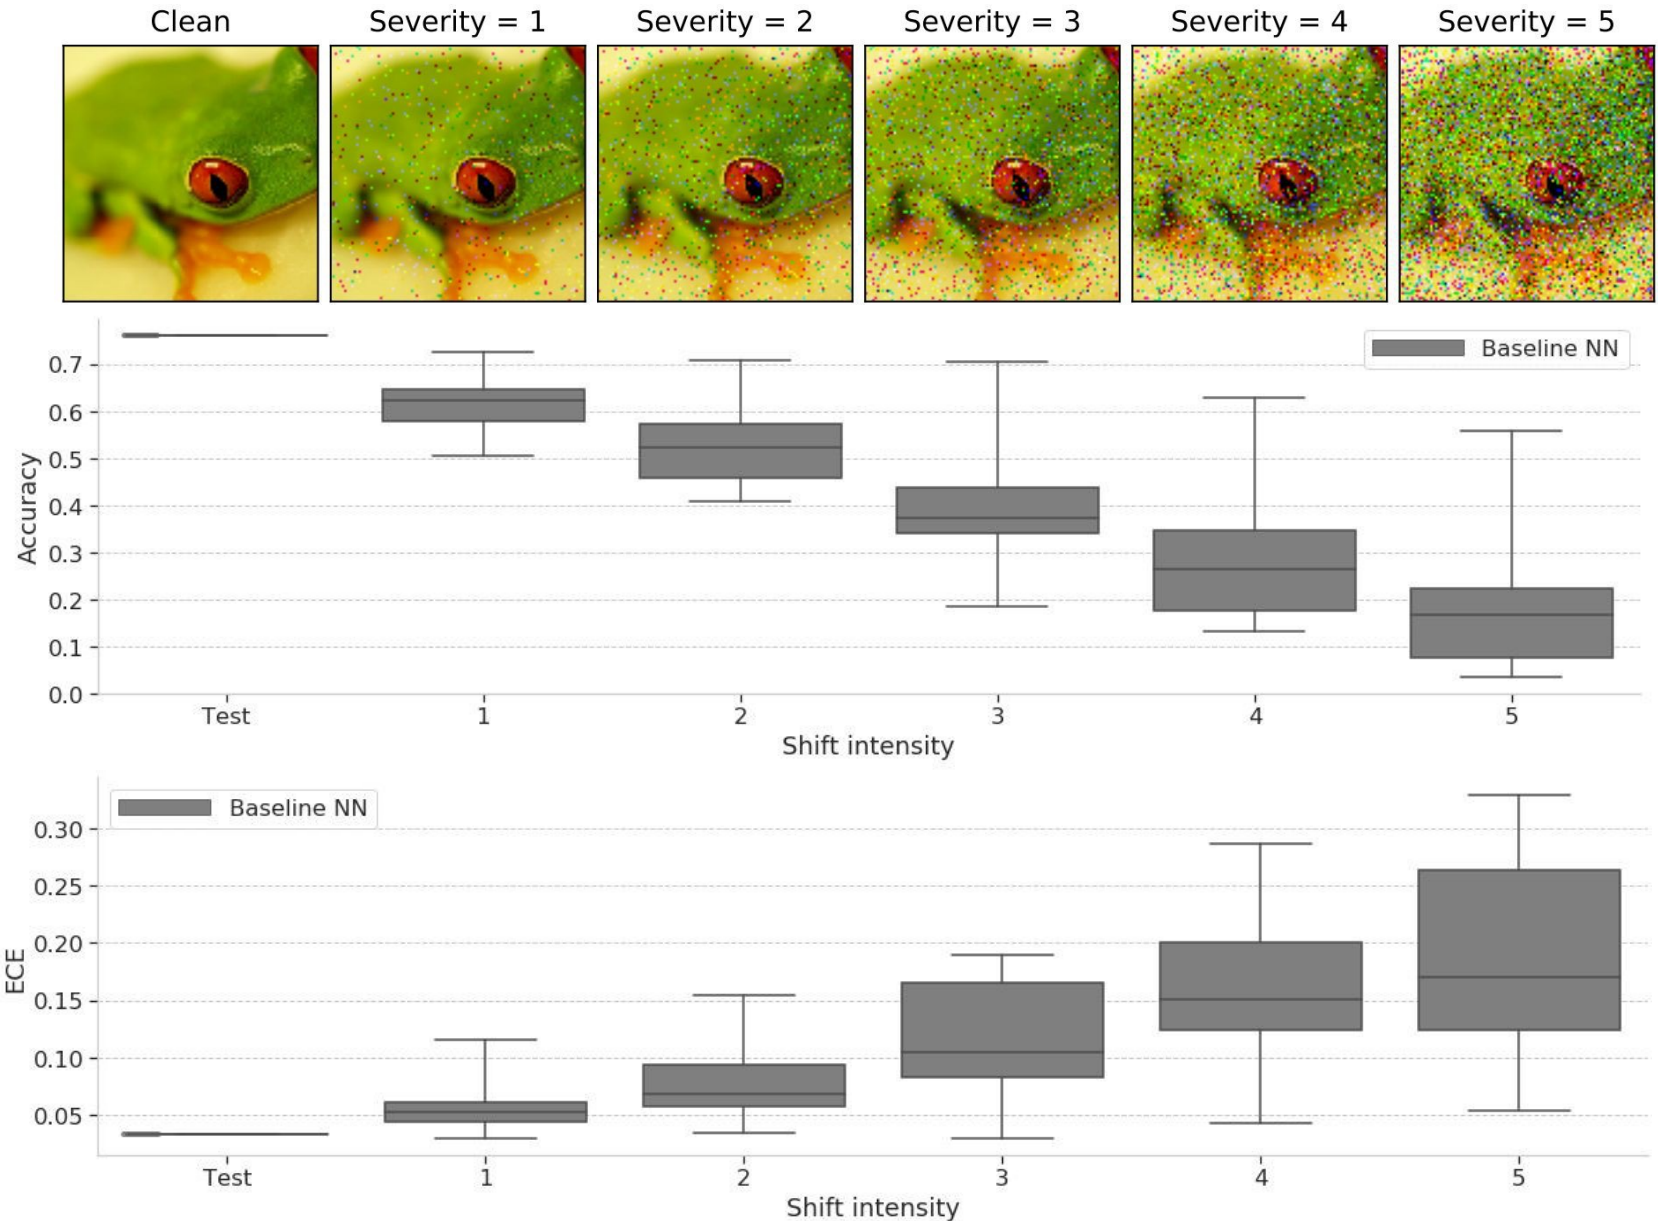 Clean Severity = 1 Severity = 2 Severity = 3 Severity = 4 Severity = 5
Baseline NN
0.7
0.6
0.5
0.4
0.3
0.2
0.1
0.0
Accuracy
Test 1 2 3 4 5
Shift intensity
Baseline NN
0.30
0.25
0.20
0.15
0.10
0.05
ECE
Test 1 2 3 4 5
Shift intensity